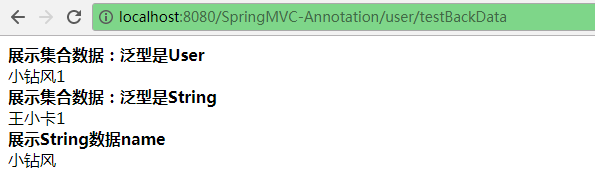 localhost:8080/SpringMVC-Annotation/user/testBackData
展示集合数据：泛型是User
小钻风1
展示集合数据：泛型是String
王小卡1
展示String数据name
小钻风